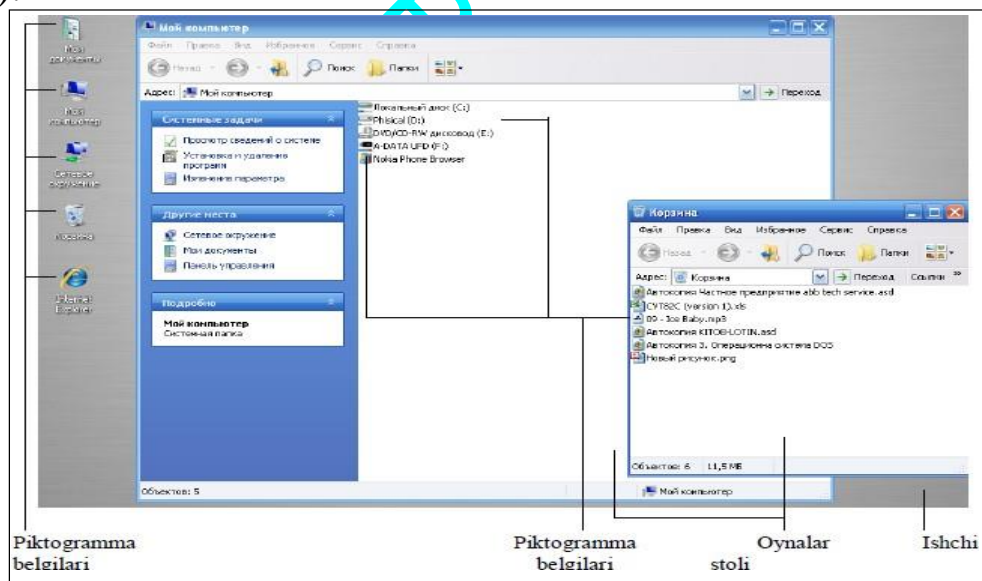 Мои
документы
Мой
компьютер
Сетевое
окружение
Корзина
Internet
Explorer
Мой компьютер
Файл Правка Вид Избранное Сервис Справка
Назад Поиск Папки
Адрес: Мой компьютер Переход
Системные задачи
Просмотр сведений о системе
Установка и удаление
программ
Изменение параметра
Другие места
Сетевое окружение
Мои документы
Панель управления
Подробно
Мой компьютер
Системная папка
Локальный диск (C:)
Phisical (D:)
DVD/CD-RW дисковод (E:)
A-DATA UFD (F:)
Nokia Phone Browser
Объектов: 5 Мой компьютер
Корзина
Файл Правка Вид Избранное Сервис Справка
Назад Поиск Папки
Адрес: Корзина Переход Ссылки »
Автокопия Частное предприятие abb tech service.asd
СУТ82С (version 1).xls
09 - Ice Baby.mp3
Автокопия KITOB-LOTIN.asd
Автокопия 3. Операционна система DOS
Новый рисунок.png
Объектов: 6 11,5 МБ
Piktogramma Piktogramma Oynalar Ishchi
belgilari belgilari stoli